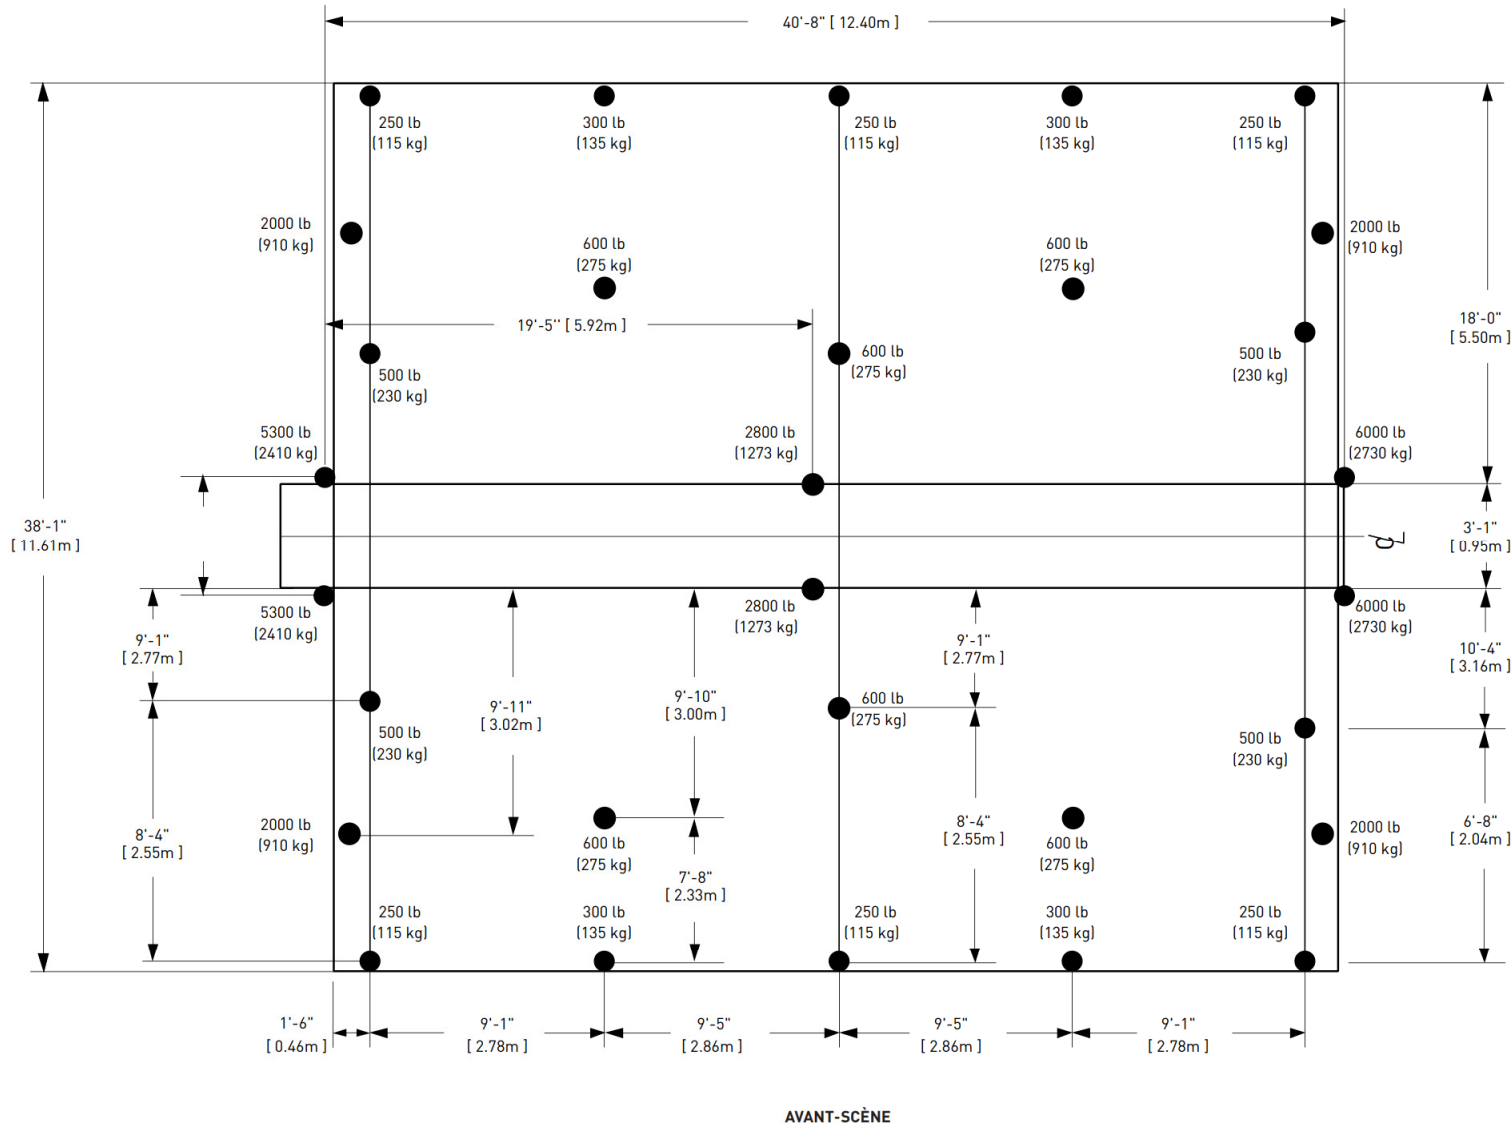 40'-8" [ 12.40m ]
250 lb
(115 kg)
300 lb
(135 kg)
250 lb
(115 kg)
300 lb
(135 kg)
250 lb
(115 kg)
2000 lb
(910 kg)
600 lb
(275 kg)
600 lb
(275 kg)
2000 lb
(910 kg)
19'-5'' [ 5.92m ]
18'-0"
[ 5.50m ]
500 lb
(230 kg)
600 lb
(275 kg)
500 lb
(230 kg)
5300 lb
(2410 kg)
2800 lb
(1273 kg)
6000 lb
(2730 kg)
38'-1"
[ 11.61m ]
3'-1"
[ 0.95m ]
5300 lb
(2410 kg)
2800 lb
(1273 kg)
6000 lb
(2730 kg)
9'-1"
[ 2.77m ]
9'-1"
[ 2.77m ]
10'-4"
[ 3.16m ]
9'-11"
[ 3.02m ]
9'-10"
[ 3.00m ]
600 lb
(275 kg)
500 lb
(230 kg)
500 lb
(230 kg)
8'-4"
[ 2.55m ]
2000 lb
(910 kg)
600 lb
(275 kg)
8'-4"
[ 2.55m ]
600 lb
(275 kg)
2000 lb
(910 kg)
6'-8"
[ 2.04m ]
7'-8"
[ 2.33m ]
250 lb
(115 kg)
300 lb
(135 kg)
250 lb
(115 kg)
300 lb
(135 kg)
250 lb
(115 kg)
1'-6"
[ 0.46m ]
9'-1"
[ 2.78m ]
9'-5"
[ 2.86m ]
9'-5"
[ 2.86m ]
9'-1"
[ 2.78m ]
AVANT-SCÈNE